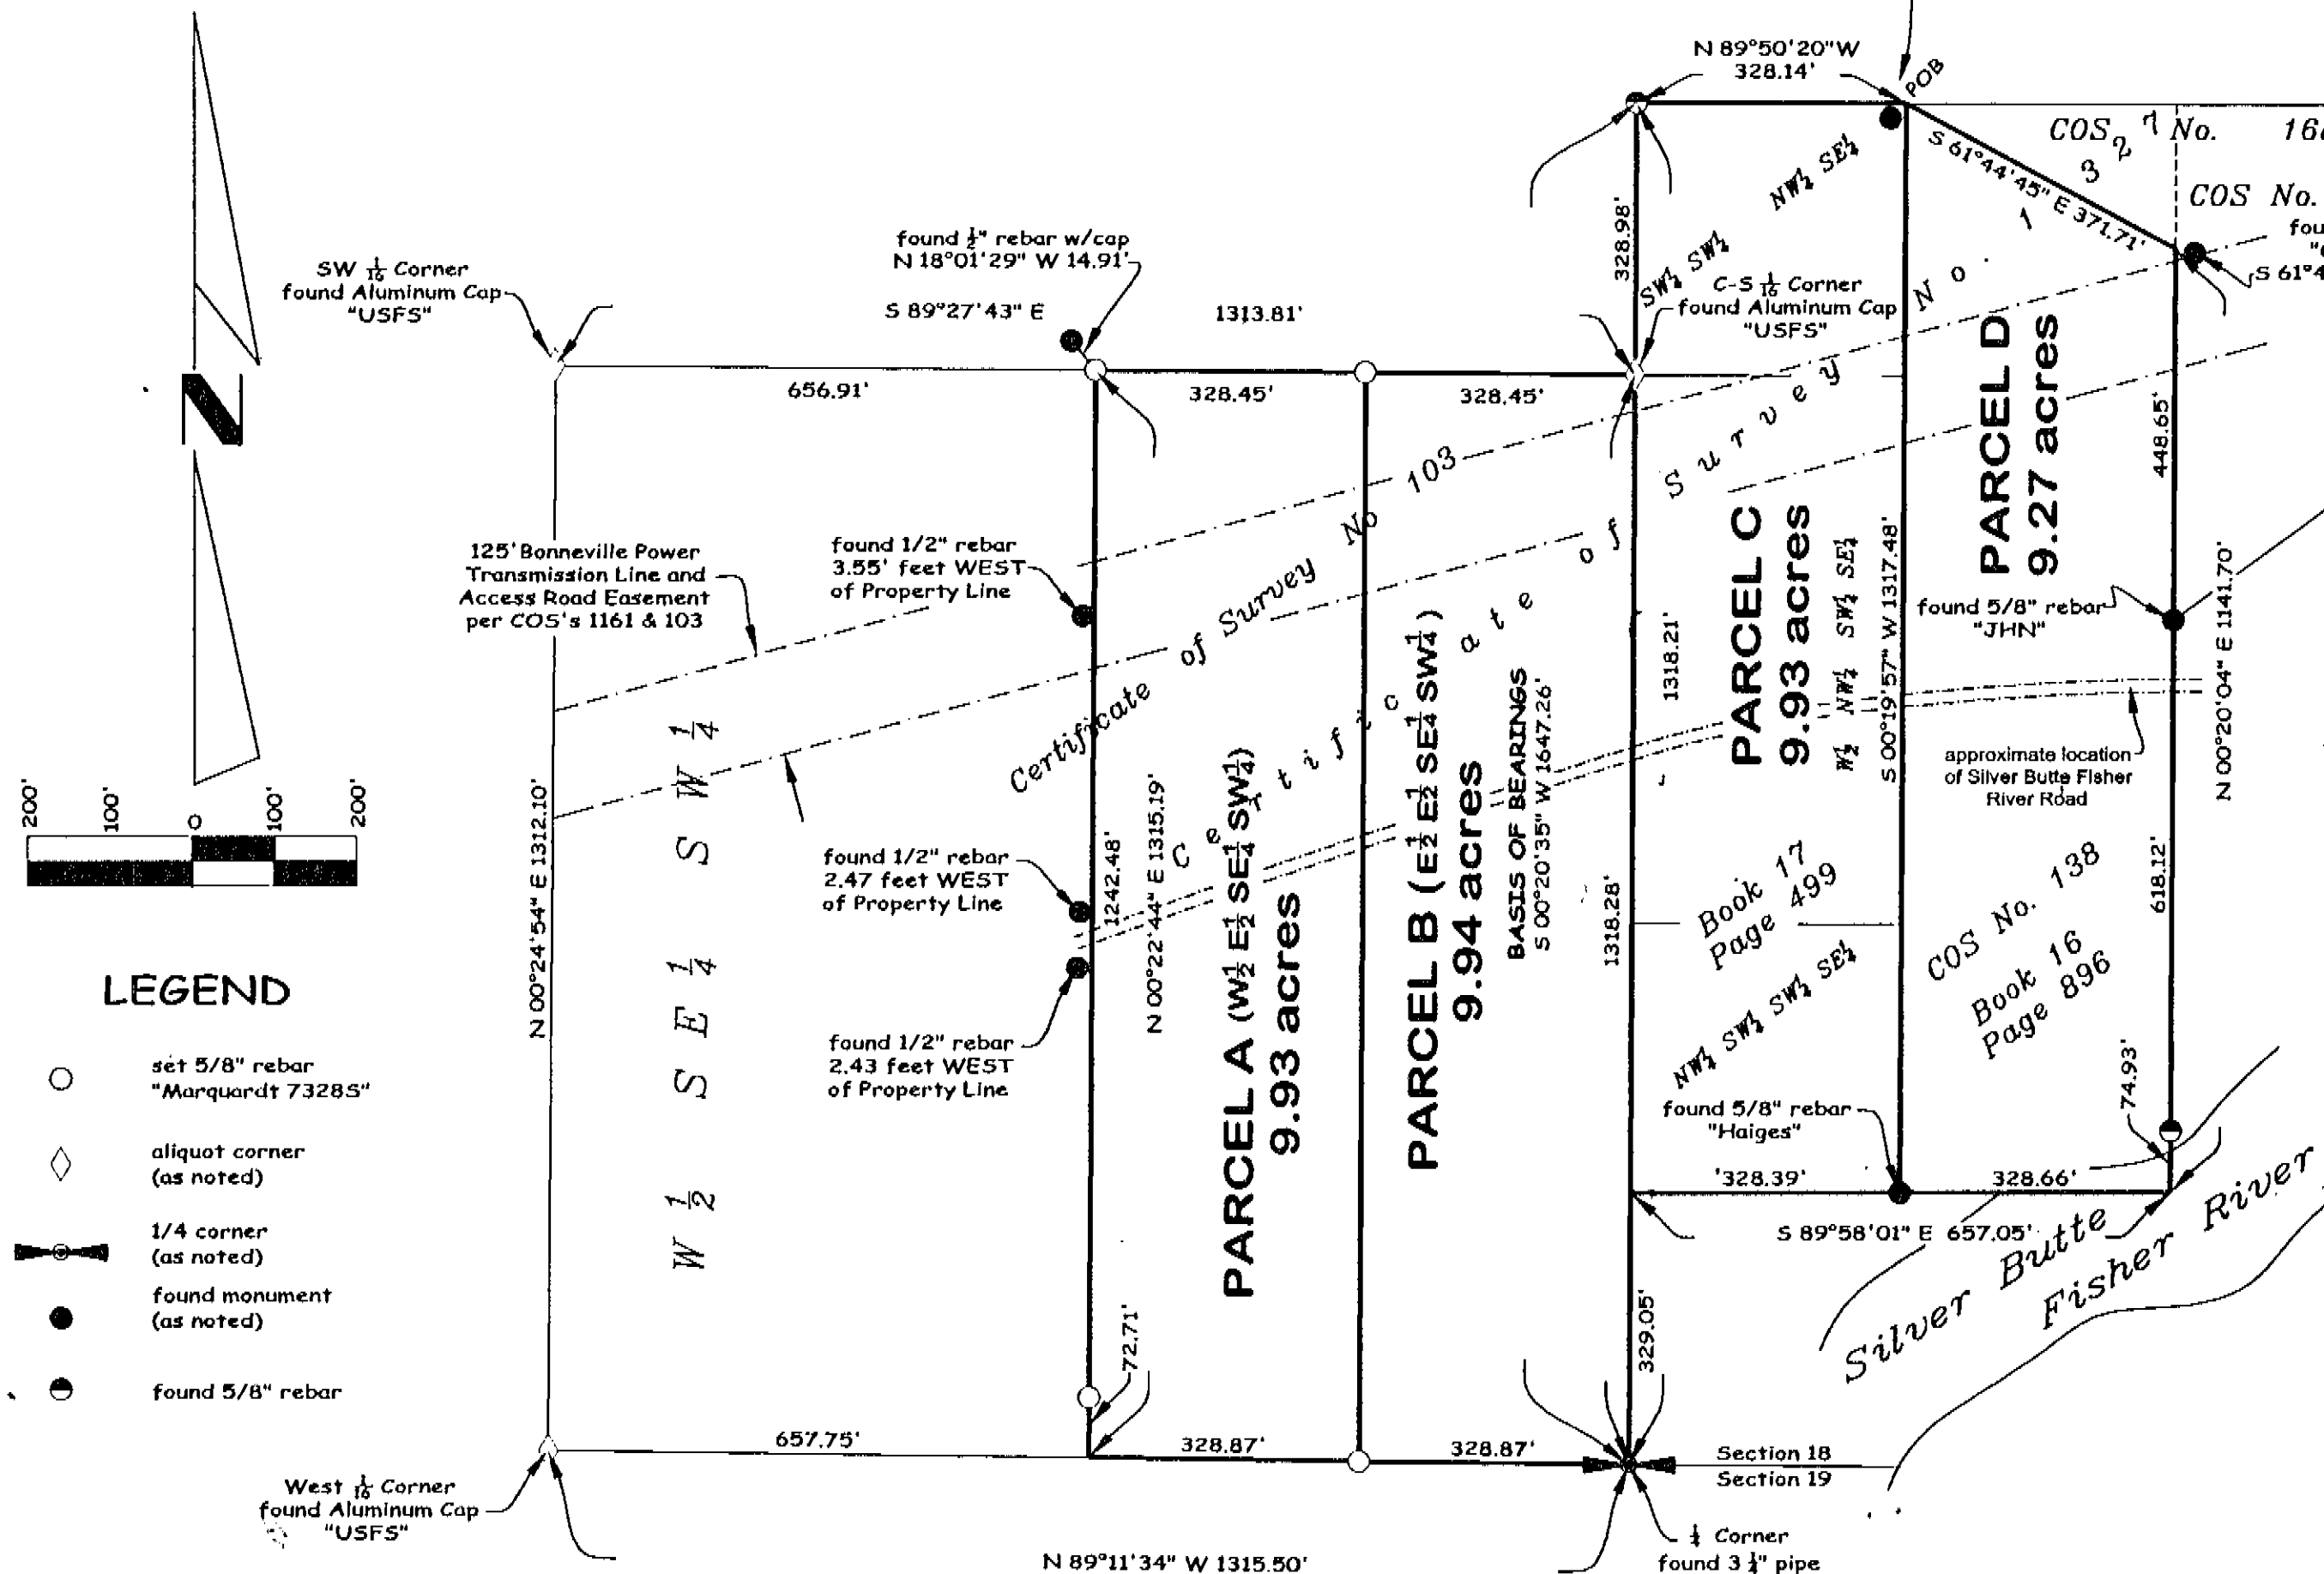 N 89°50'20"W
328.14'
POB
COS No.
327
1
COS No.
S 61°44'45" E 371.71'
NW¼ SE¼
SW¼ SW¼
328.98'
found ½" rebar w/cap
N 18°01'29" W 14.91'
SW 1/16 Corner
found Aluminum Cap
"USFS"
S 89°27'43" E
1313.81'
C-S 1/16 Corner
found Aluminum Cap
"USFS"
656.91'
328.45'
328.45'
N
200'
100'
0
100'
200'
125' Bonneville Power
Transmission Line and
Access Road Easement
per COS's 1161 & 103
found 1/2" rebar
3.55' feet WEST
of Property Line
found 1/2" rebar
2.47 feet WEST
of Property Line
found 1/2" rebar
2.43 feet WEST
of Property Line
Certificate of Survey No 103
Certificate of Survey No.
N 00°24'54" E 1312.10'
W ½ SE ¼ SW ¼
1242.48'
N 00°22'44" E 1315.19'
72.71'
PARCEL A (W½ E½ SE¼ SW¼)
9.93 acres
PARCEL B (E½ E½ SE¼ SW¼)
9.94 acres
BASIS OF BEARINGS
S 00°20'35" W 1647.26'
1318.28'
1318.21'
PARCEL C
9.93 acres
W½ NW¼ SW¼ SE¼
S 00°19'57" W 1317.48'
PARCEL D
9.27 acres
448.65'
found 5/8" rebar
"JHN"
N 00°20'04" E 1141.70'
approximate location
of Silver Butte Fisher
River Road
618.12'
Book 17
Page 499
COS No. 138
Book 16
Page 896
NW¼ SW¼ SW¼ SE¼
found 5/8" rebar
"Haiges"
74.93'
328.39'
328.66'
S 89°58'01" E 657.05'
Silver Butte
Fisher River
329.05'
LEGEND
set 5/8" rebar
"Marquardt 7328S"
aliquot corner
(as noted)
1/4 corner
(as noted)
found monument
(as noted)
found 5/8" rebar
657.75'
328.87'
328.87'
Section 18
Section 19
West 1/16 Corner
found Aluminum Cap
"USFS"
¼ Corner
found 3 ¼" pipe
N 89°11'34" W 1315.50'